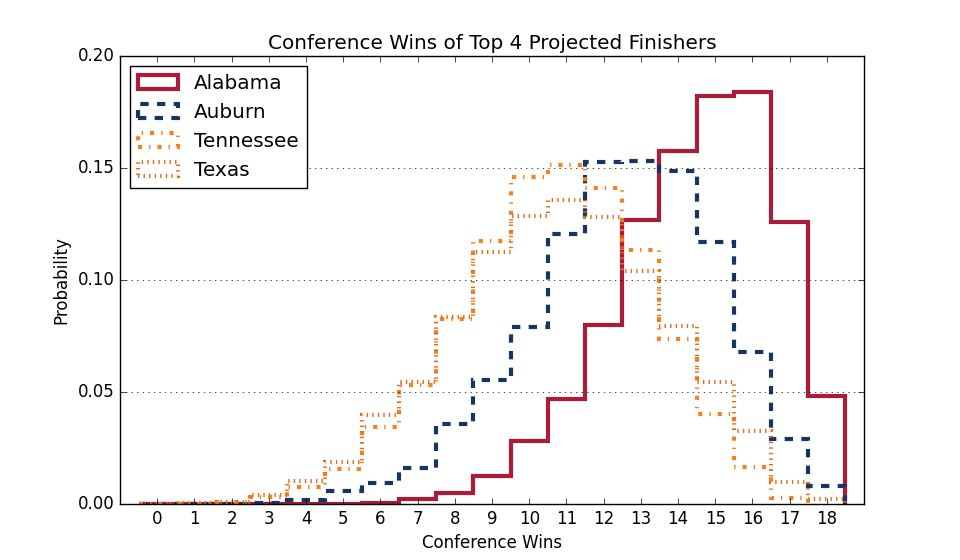 Conference Wins of Top 4 Projected Finishers
0.20
Alabama
Auburn
Tennessee
Texas
0.15
0.10
0.05
0.00
Probability
0 1 2 3 4 5 6 7 8 9 10 11 12 13 14 15 16 17 18
Conference Wins